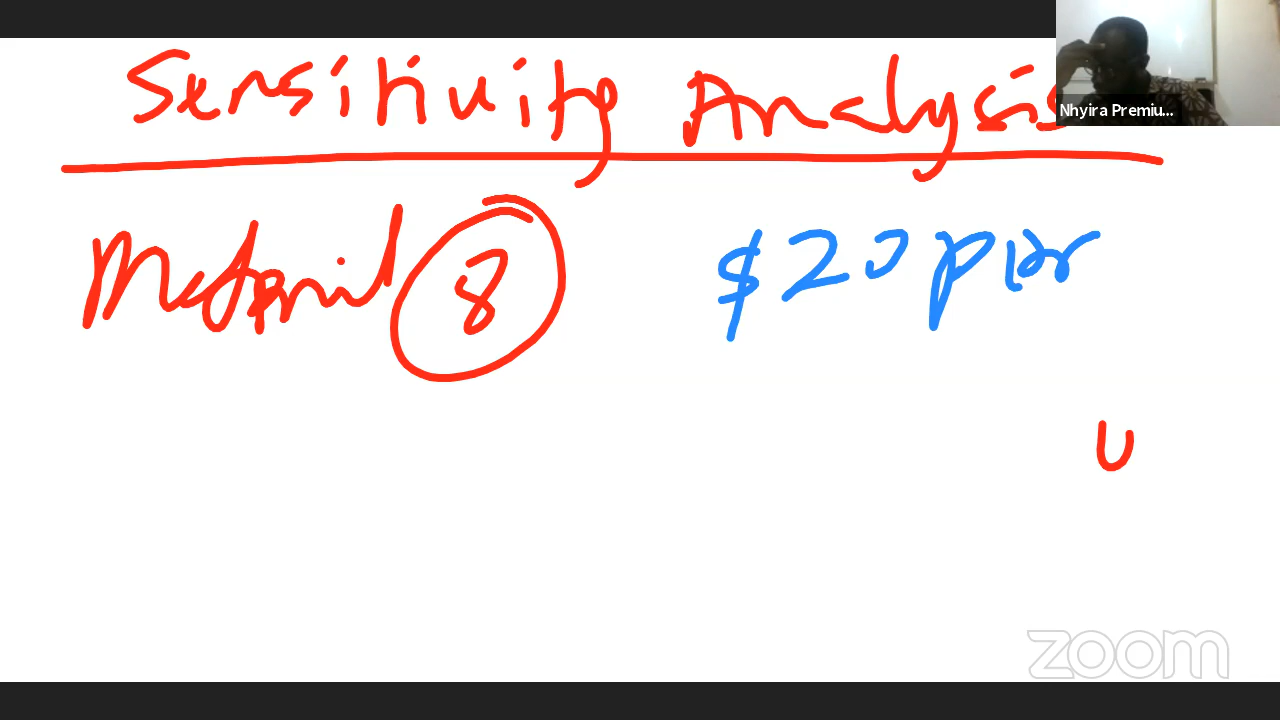 Sensitivity Analysis
Nhyira Premiu...
Material 8 $20 per
U
zoom